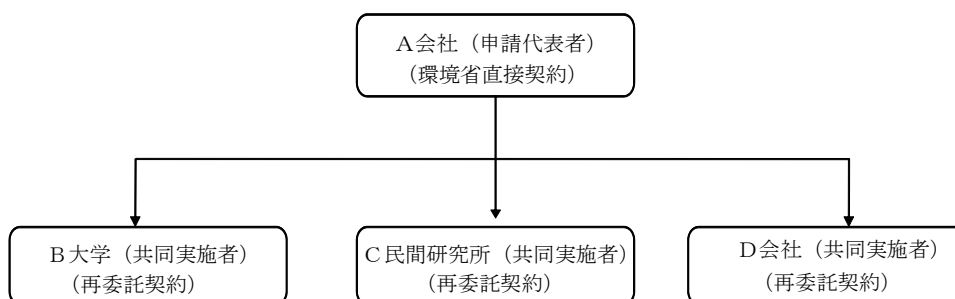 A会社（申請代表者）
（環境省直接契約）
B大学（共同実施者）
（再委託契約）
C民間研究所（共同実施者）
（再委託契約）
D会社（共同実施者）
（再委託契約）